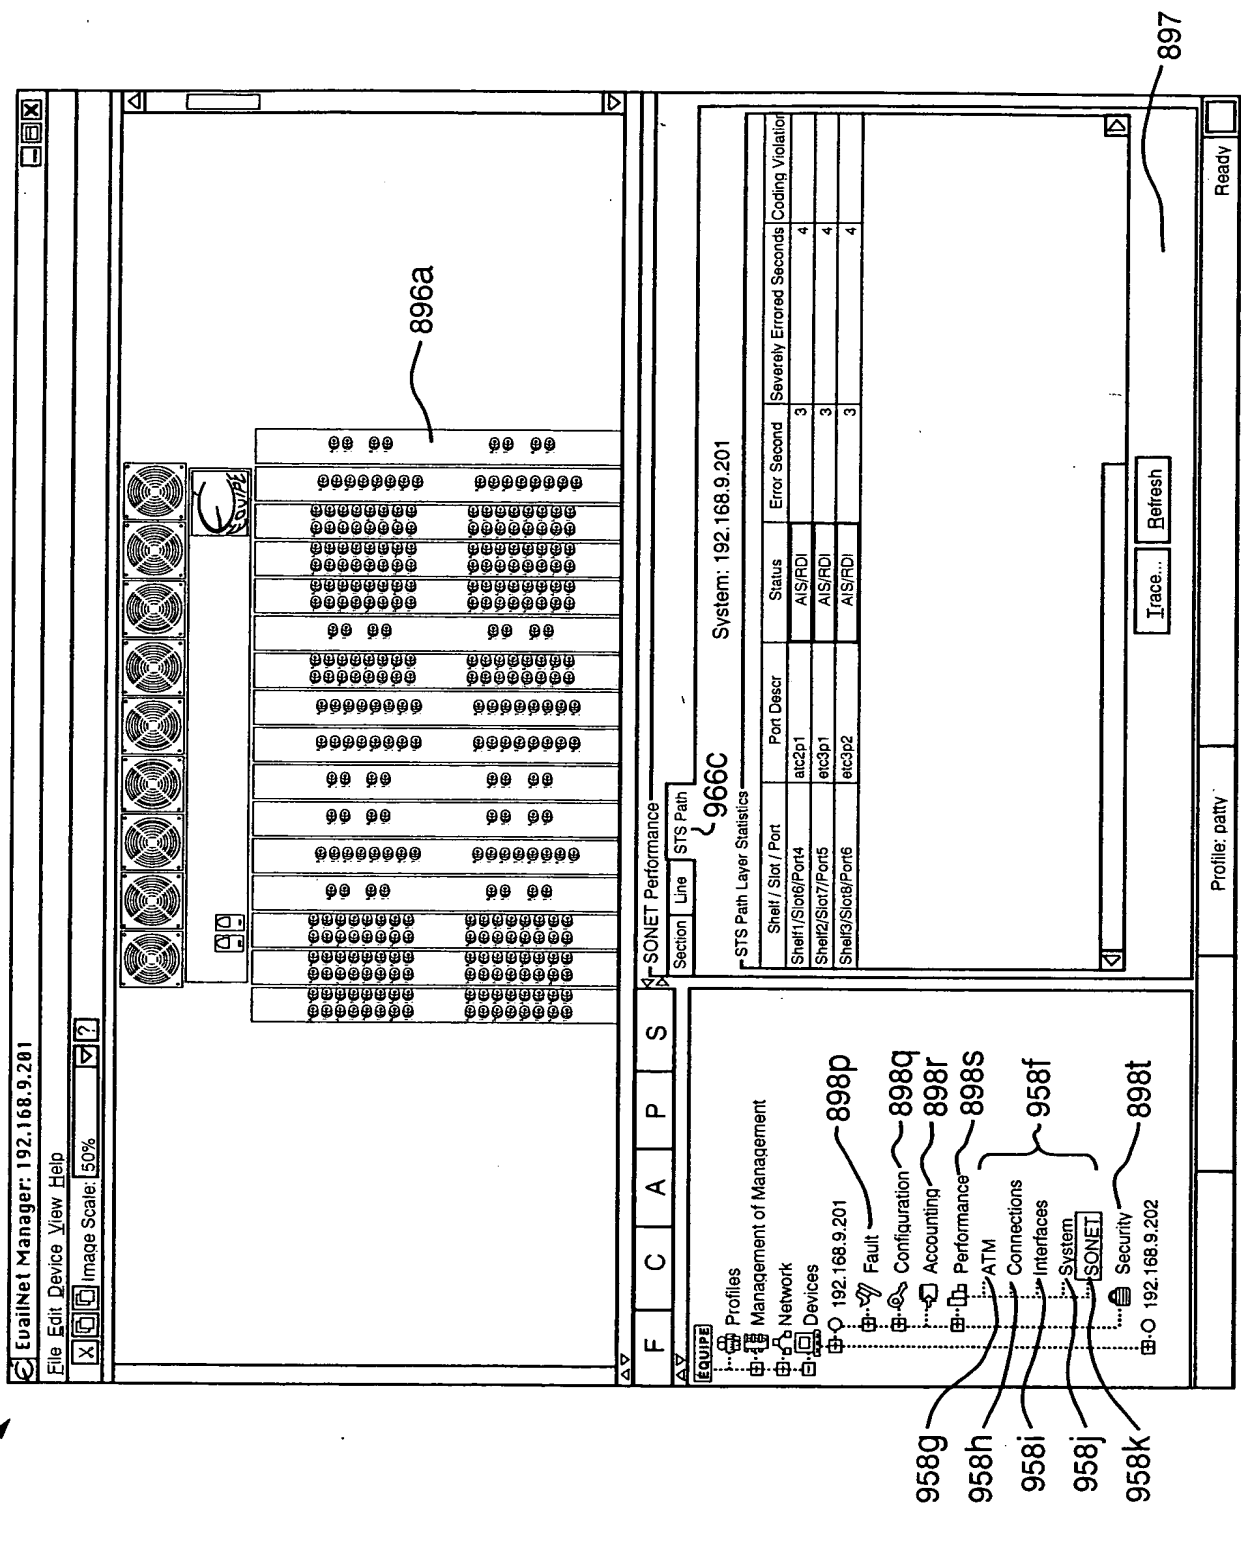 EvailNet Manager: 192.168.9.201
File Edit Device View Help
X Image Scale: 50% ?
EQUIPE
896a
F C A P S
EQUIPE
Profiles
Management of Management
Network
Devices
192.168.9.201
Fault
Configuration
Accounting
Performance
ATM
Connections
Interfaces
System
SONET
Security
192.168.9.202
898p
898q
898r
898s
958f
898t
958g
958h
958i
958j
958k
SONET Performance
Section Line STS Path
966C
System: 192.168.9.201
STS Path Layer Statistics
Shelf / Slot / Port Port Descr Status Error Second Severely Errored Seconds Coding Violation
Shelf1/Slot6/Port4 atc2p1 AIS/RDI 3 4
Shelf2/Slot7/Port5 etc3p1 AIS/RDI 3 4
Shelf3/Slot8/Port6 etc3p2 AIS/RDI 3 4
Trace... Refresh
897
Profile: patty Ready